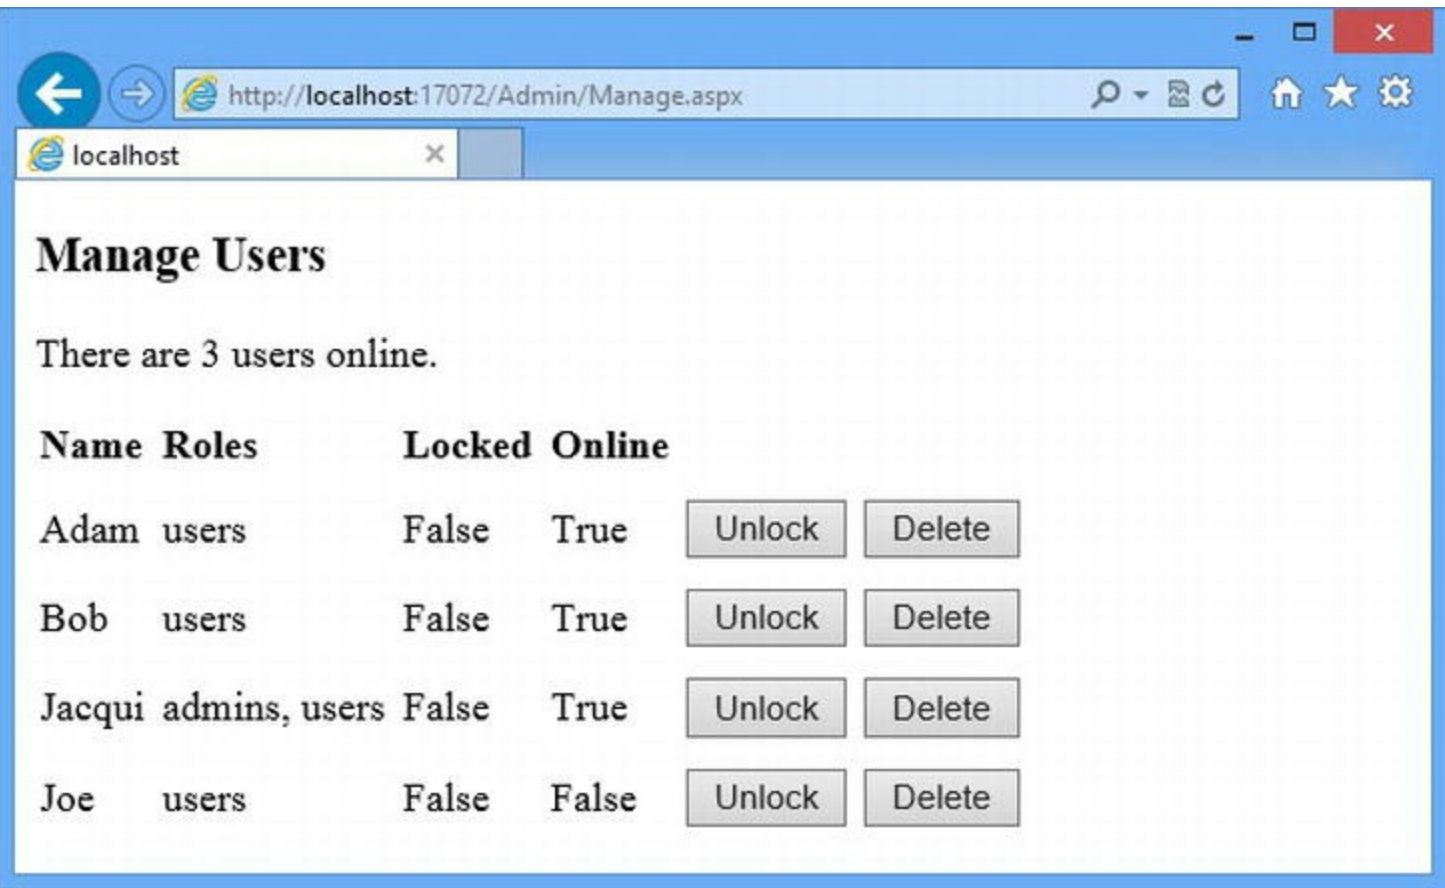 http://localhost:17072/Admin/Manage.aspx
localhost
Manage Users
There are 3 users online.
Name Roles Locked Online
Adam users False True Unlock Delete
Bob users False True Unlock Delete
Jacqui admins, users False True Unlock Delete
Joe users False False Unlock Delete